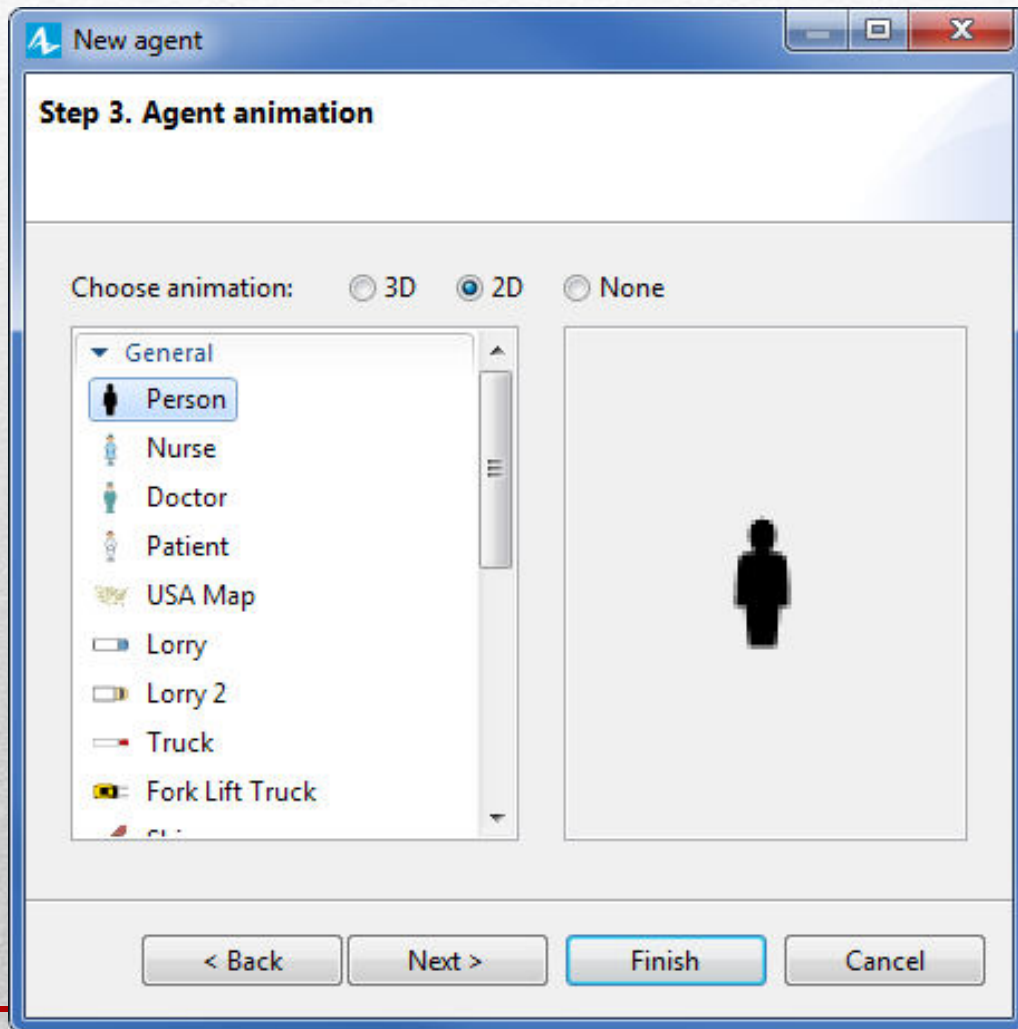 New agent
Step 3. Agent animation
Choose animation: 3D 2D None
General
Person
Nurse
Doctor
Patient
USA Map
Lorry
Lorry 2
Truck
Fork Lift Truck
< Back Next > Finish Cancel